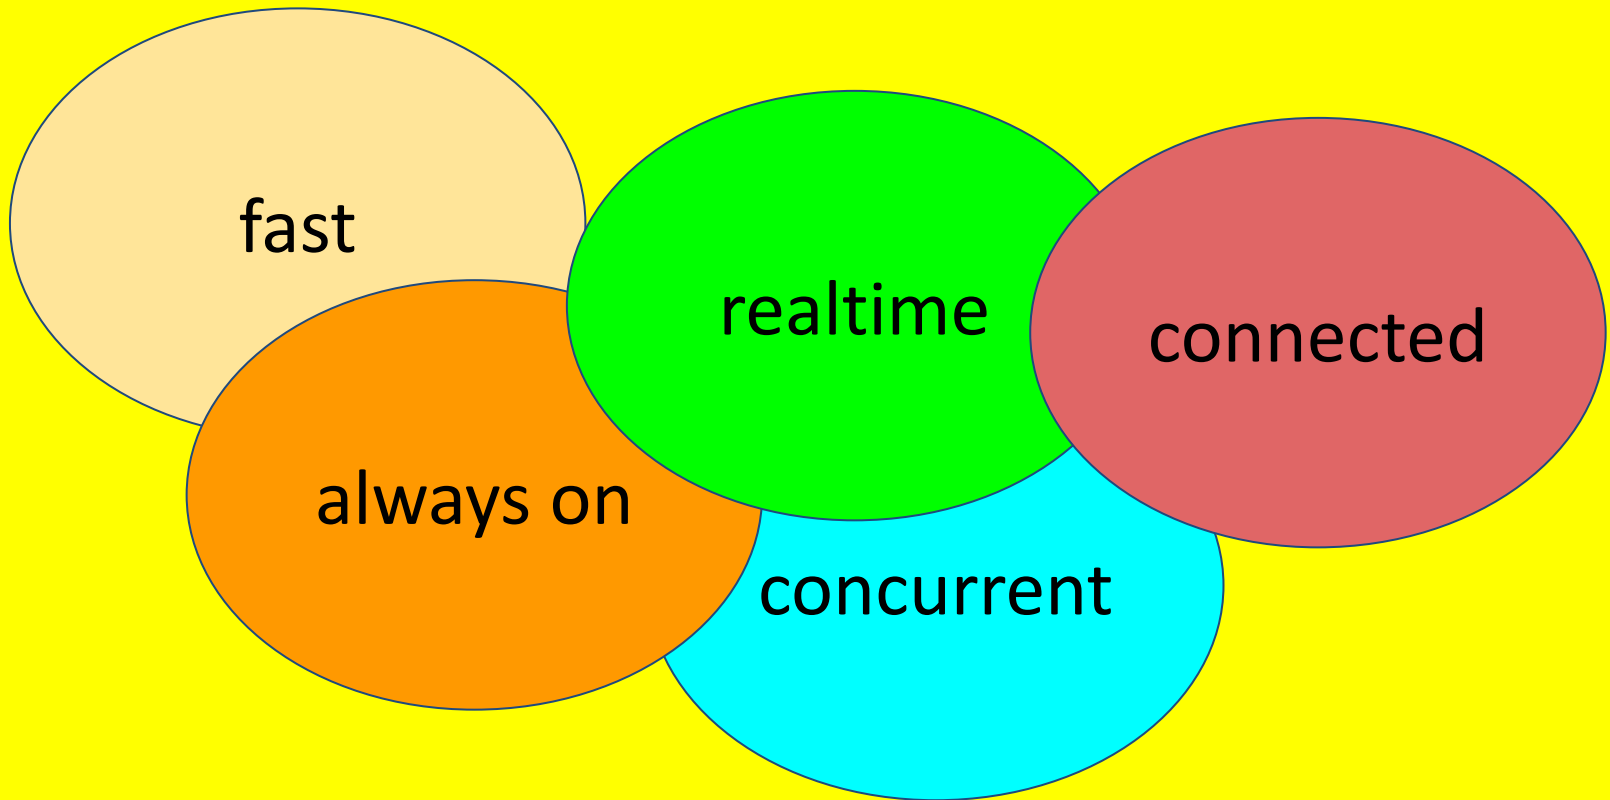 fast
realtime
connected
always on
concurrent